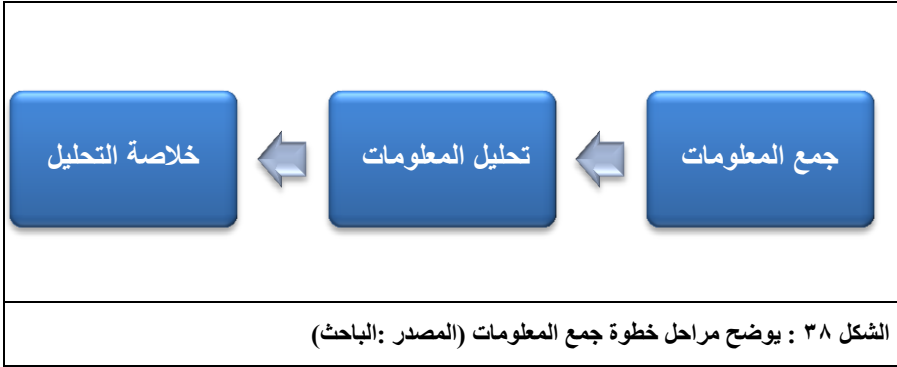 جمع المعلومات
تحليل المعلومات
خلاصة التحليل
الشكل ٣٨ : يوضح مراحل خطوة جمع المعلومات (المصدر :الباحث)